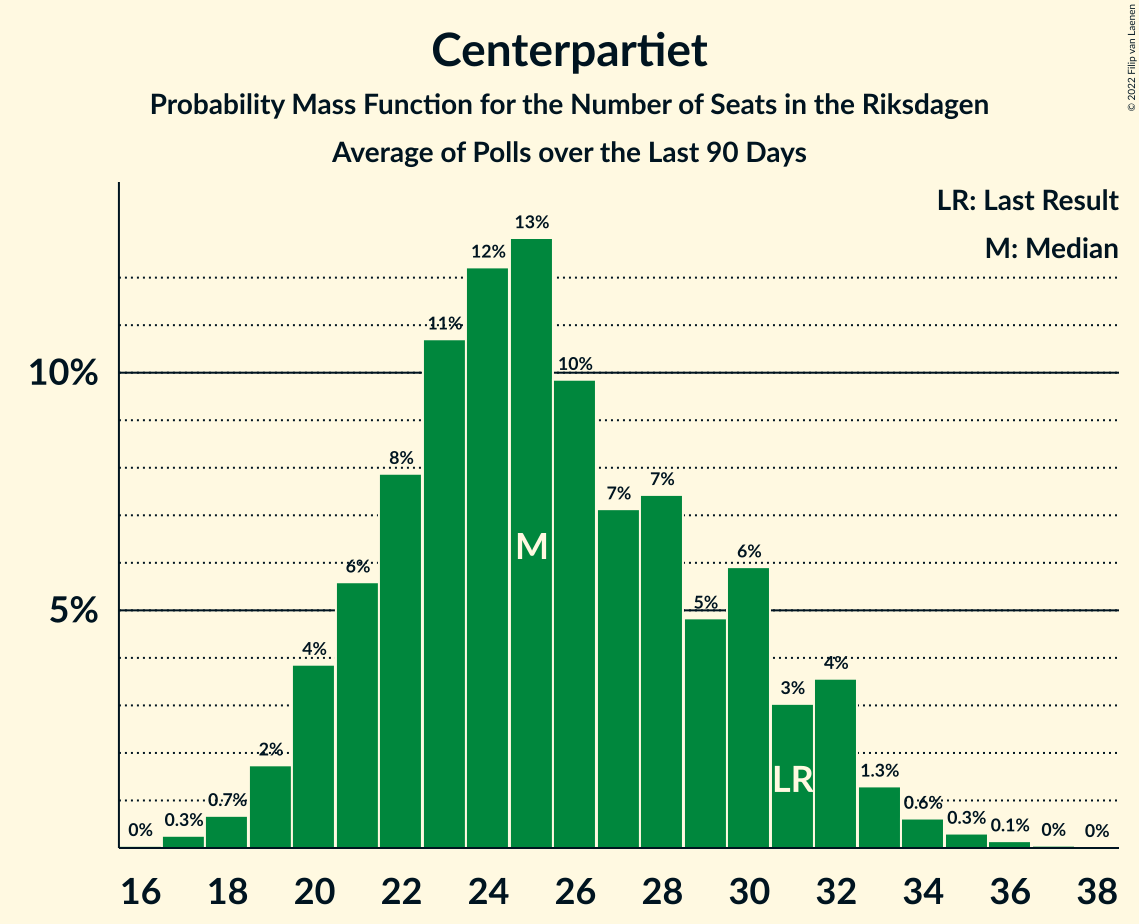 Centerpartiet
Probability Mass Function for the Number of Seats in the Riksdagen
Average of Polls over the Last 90 Days
© 2022 Filip van Laenen
LR: Last Result
M: Median
10%
5%
0%
0.3%
0.7%
2%
4%
6%
8%
11%
12%
13%
10%
7%
7%
5%
6%
3%
4%
1.3%
0.6%
0.3%
0.1%
0%
0%
M
LR
16 18 20 22 24 26 28 30 32 34 36 38